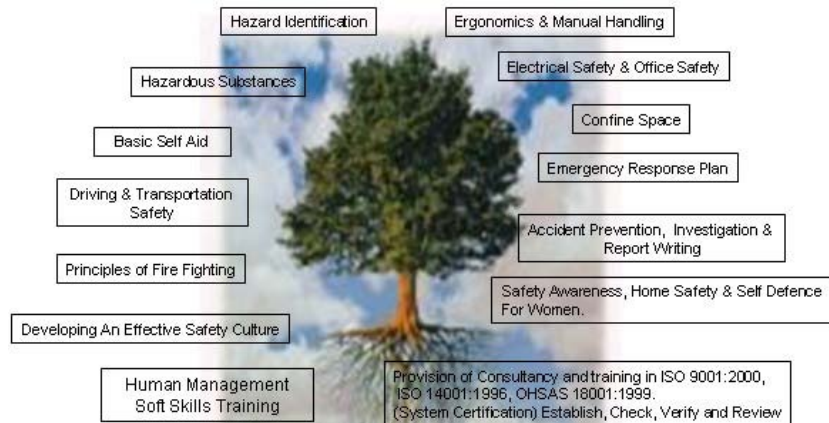 Hazard Identification
Ergonomics & Manual Handling
Hazardous Substances
Electrical Safety & Office Safety
Basic Self Aid
Confine Space
Emergency Response Plan
Driving & Transportation
Safety
Accident Prevention, Investigation &
Report Writing
Principles of Fire Fighting
Safety Awareness, Home Safety & Self Defence
For Women.
Developing An Effective Safety Culture
Human Management
Soft Skills Training
Provision of Consultancy and training in ISO 9001:2000,
ISO 14001:1996, OHSAS 18001:1999.
(System Certification) Establish, Check, Verify and Review